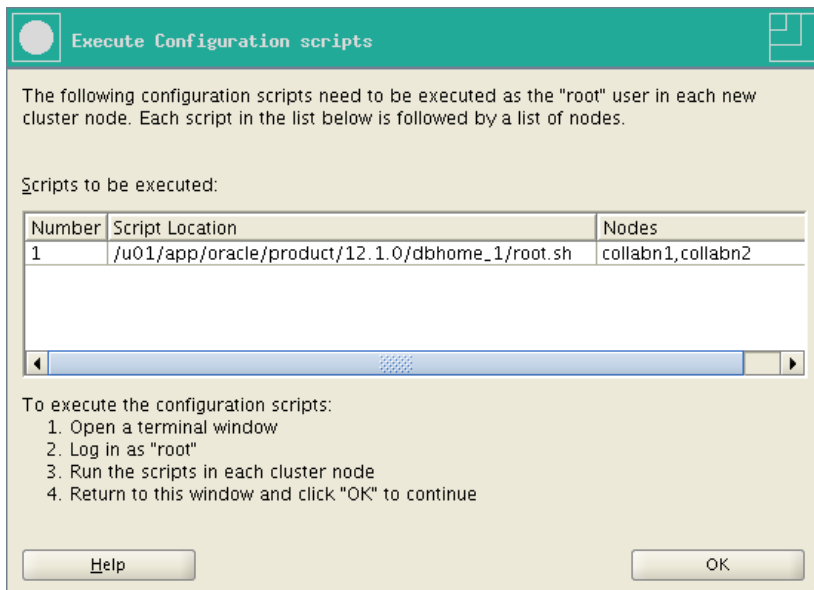 Execute Configuration scripts
The following configuration scripts need to be executed as the "root" user in each new
cluster node. Each script in the list below is followed by a list of nodes.
Scripts to be executed:
Number Script Location Nodes
1 /u01/app/oracle/product/12.1.0/dbhome_1/root.sh collabn1,collabn2
To execute the configuration scripts:
1. Open a terminal window
2. Log in as "root"
3. Run the scripts in each cluster node
4. Return to this window and click "OK" to continue
Help OK